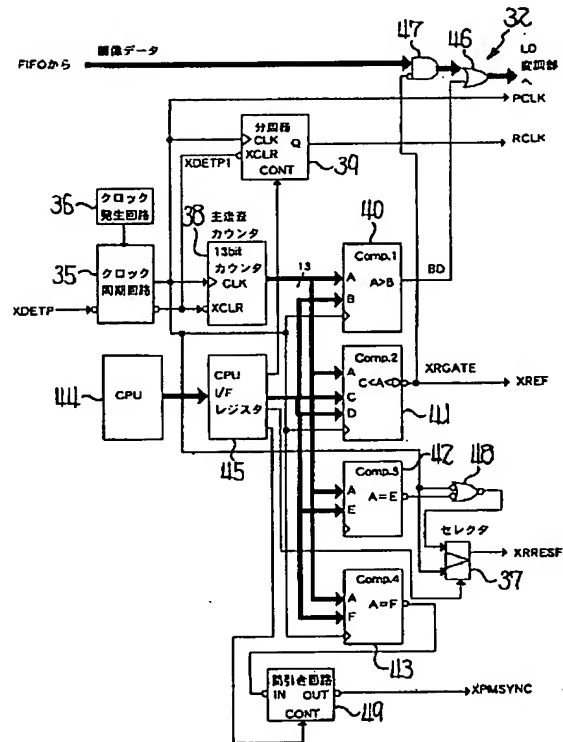 32
47
46
LD
変調部
へ
画像データ
FIFOから
PCLK
分周路
CLK Q
XCLR
CONT
XDETP1
39
RCLK
36
クロック
発生回路
38
主走査
カウンタ
13bit
カウンタ
CLK
XCLR
35
クロック
同期回路
XDETP
13
40
Comp.1
A
B
A>B
BD
44
CPU
CPU
I/F
レジスタ
45
Comp.2
A
C
D
C<A<D
41
XRGATE
XREF
42
Comp.3
A
E
A=E
48
セレクタ
37
XRRESF
Comp.4
A
F
A=F
43
間引き回路
IN OUT
CONT
49
XPMSYNC